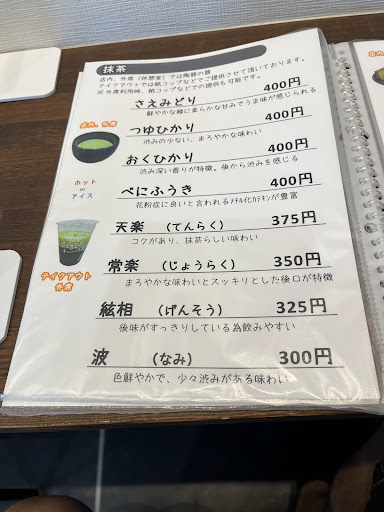 抹茶
店内、外席（休憩室）では陶器の器
テイクアウトでは紙コップなどでご提供させて頂いております。
※外席利用時、紙コップなどでの提供も可能です。
さえみどり 400円
鮮やかな緑に柔らかな甘みでうま味が感じられる
店内、外席
つゆひかり 400円
渋みの少ない、まろやかな味わい
おくひかり 400円
渋み深い香りが特徴。後から渋みを感じる
ホット
or
アイス
べにふうき 400円
花粉症に良いと言われるﾒﾁﾙ化ｶﾃｷﾝが豊富
天楽 （てんらく） 375円
コクがあり、抹茶らしい味わい
テイクアウト
外席
常楽 （じょうらく） 350円
まろやかな味わいとスッキリとした後口が特徴
絃相 （げんそう） 325円
後味がすっきりしている為飲みやすい
波 （なみ） 300円
色鮮やかで、少々渋みがある味わい